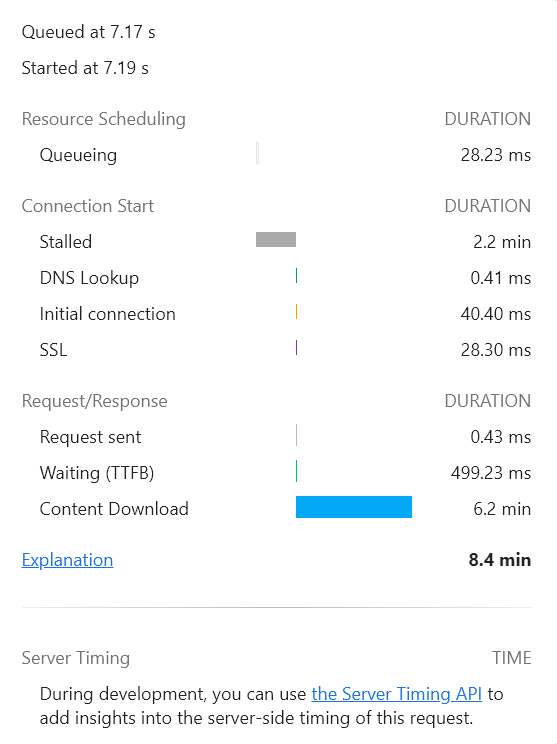 Queued at 7.17 s
Started at 7.19 s
Resource Scheduling DURATION
Queueing 28.23 ms
Connection Start DURATION
Stalled 2.2 min
DNS Lookup 0.41 ms
Initial connection 40.40 ms
SSL 28.30 ms
Request/Response DURATION
Request sent 0.43 ms
Waiting (TTFB) 499.23 ms
Content Download 6.2 min
Explanation 8.4 min
Server Timing TIME
During development, you can use the Server Timing API to
add insights into the server-side timing of this request.